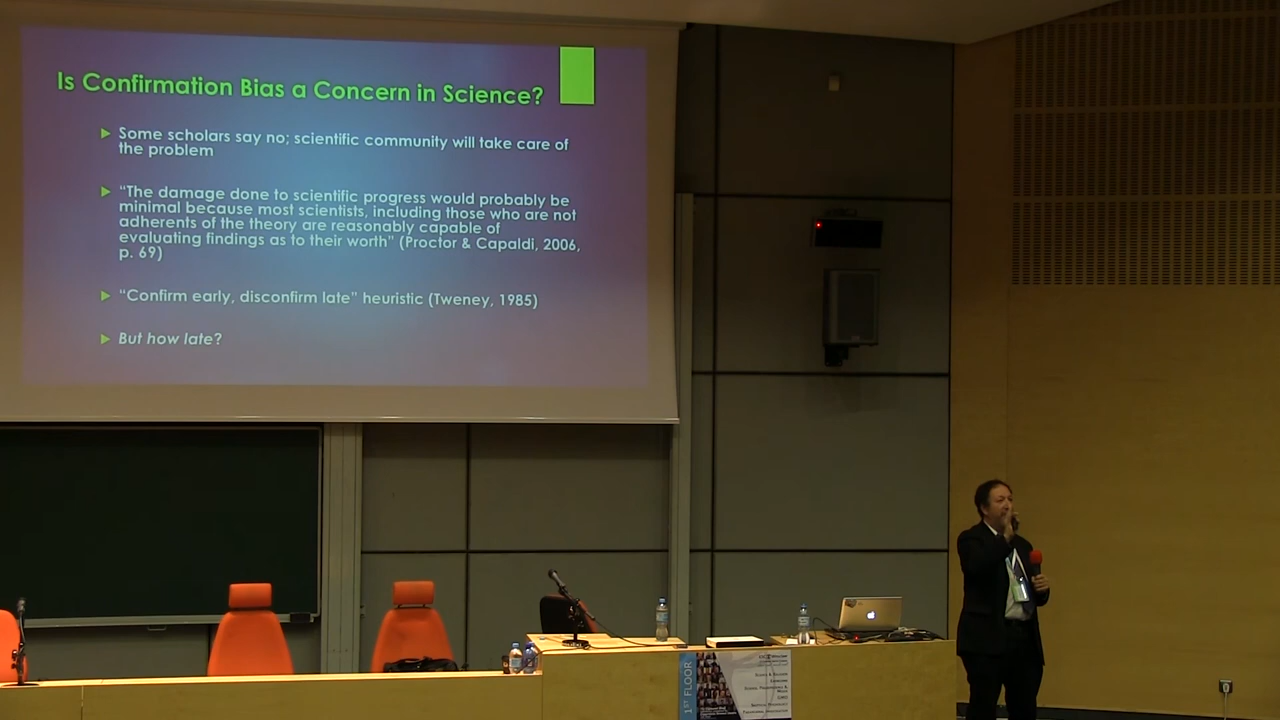 Is Confirmation Bias a Concern in Science?
Some scholars say no; scientific community will take care of
the problem
“The damage done to scientific progress would probably be
minimal because most scientists, including those who are not
adherents of the theory are reasonably capable of
evaluating findings as to their worth” (Proctor & Capaldi, 2006,
p. 69)
“Confirm early, disconfirm late” heuristic (Tweney, 1985)
But how late?
1ST FLOOR